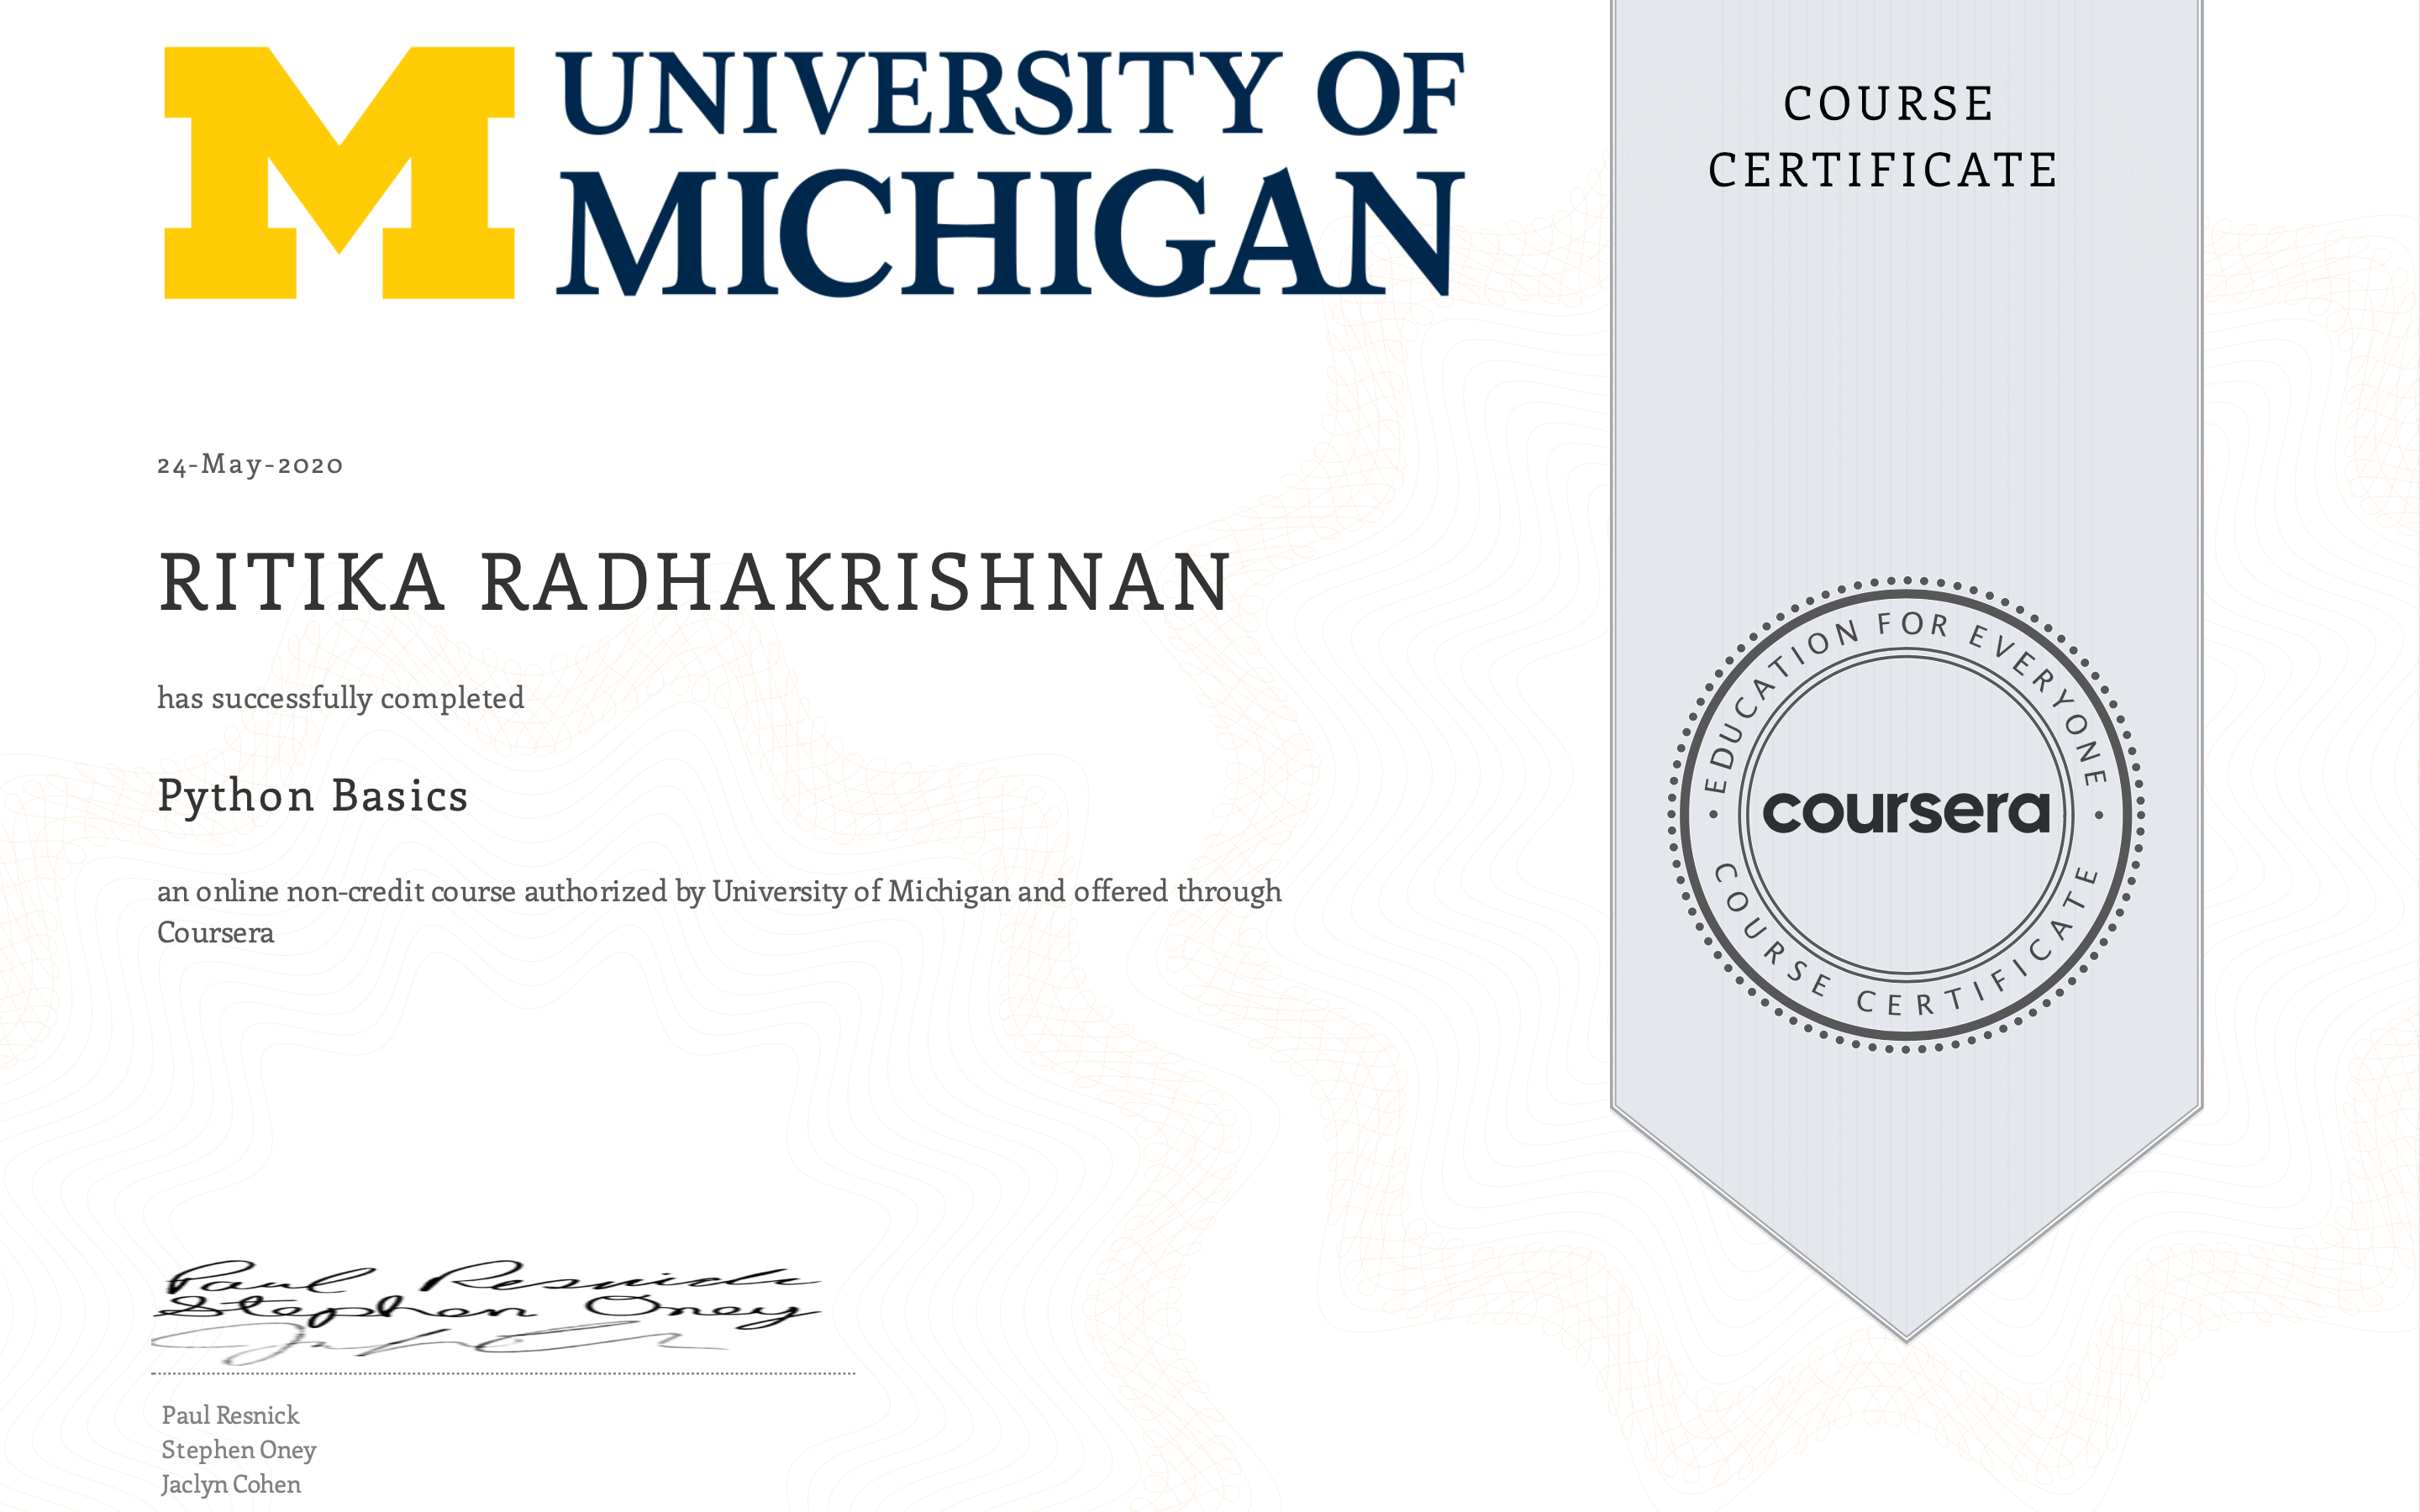 UNIVERSITY OF
MICHIGAN
COURSE
CERTIFICATE
24-May-2020
RITIKA RADHAKRISHNAN
has successfully completed
Python Basics
an online non-credit course authorized by University of Michigan and offered through
Coursera
EDUCATION FOR EVERYONE
coursera
COURSE CERTIFICATE
Paul Resnick
Stephen Oney
Paul Resnick
Stephen Oney
Jaclyn Cohen